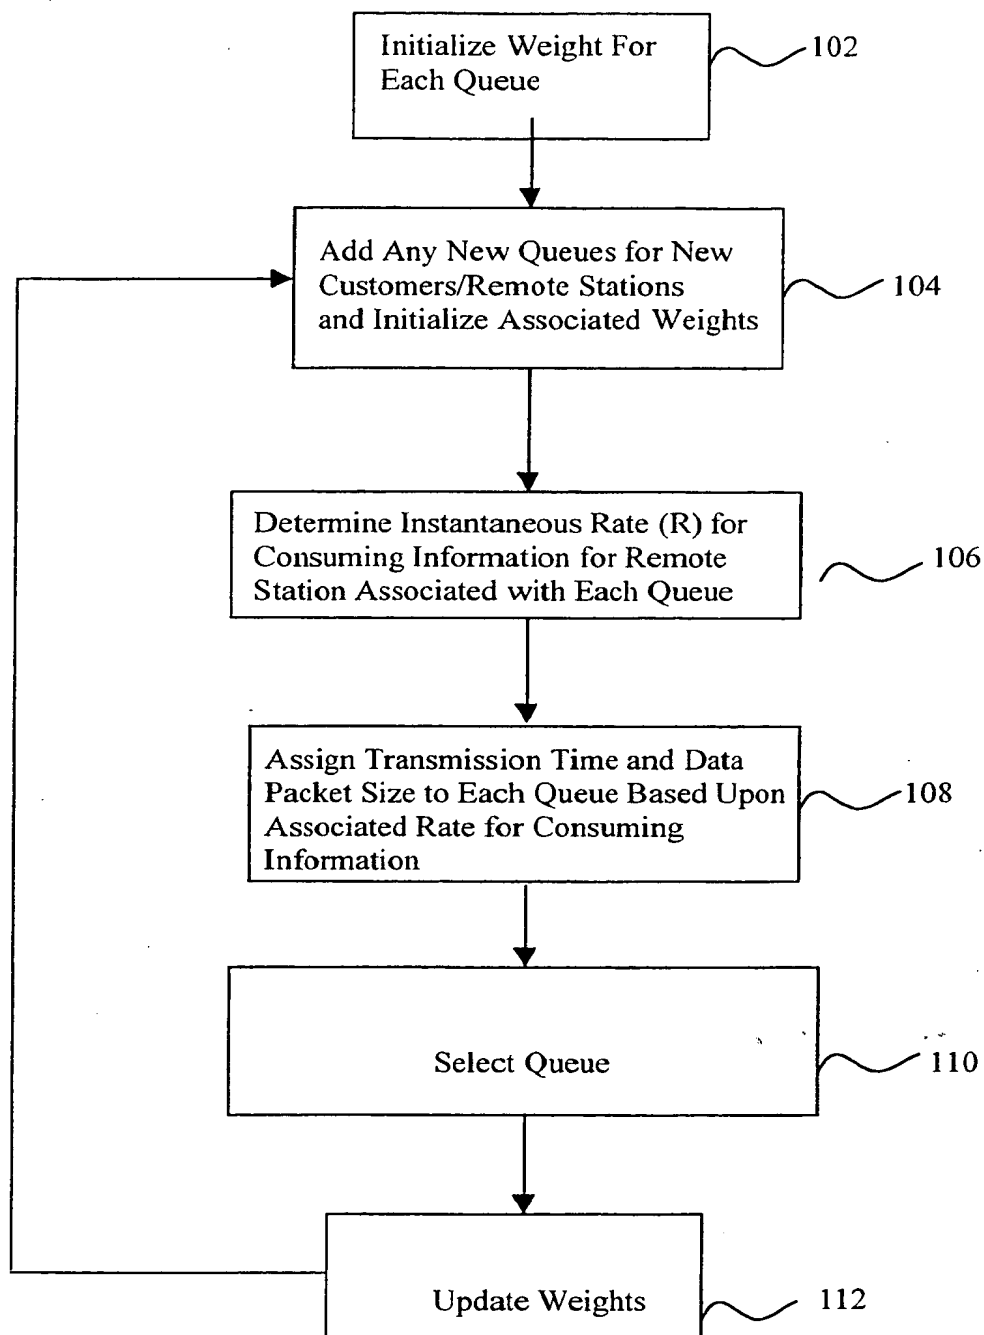 Initialize Weight For
Each Queue
102
Add Any New Queues for New
Customers/Remote Stations
and Initialize Associated Weights
104
Determine Instantaneous Rate (R) for
Consuming Information for Remote
Station Associated with Each Queue
106
Assign Transmission Time and Data
Packet Size to Each Queue Based Upon
Associated Rate for Consuming
Information
108
Select Queue
110
Update Weights
112